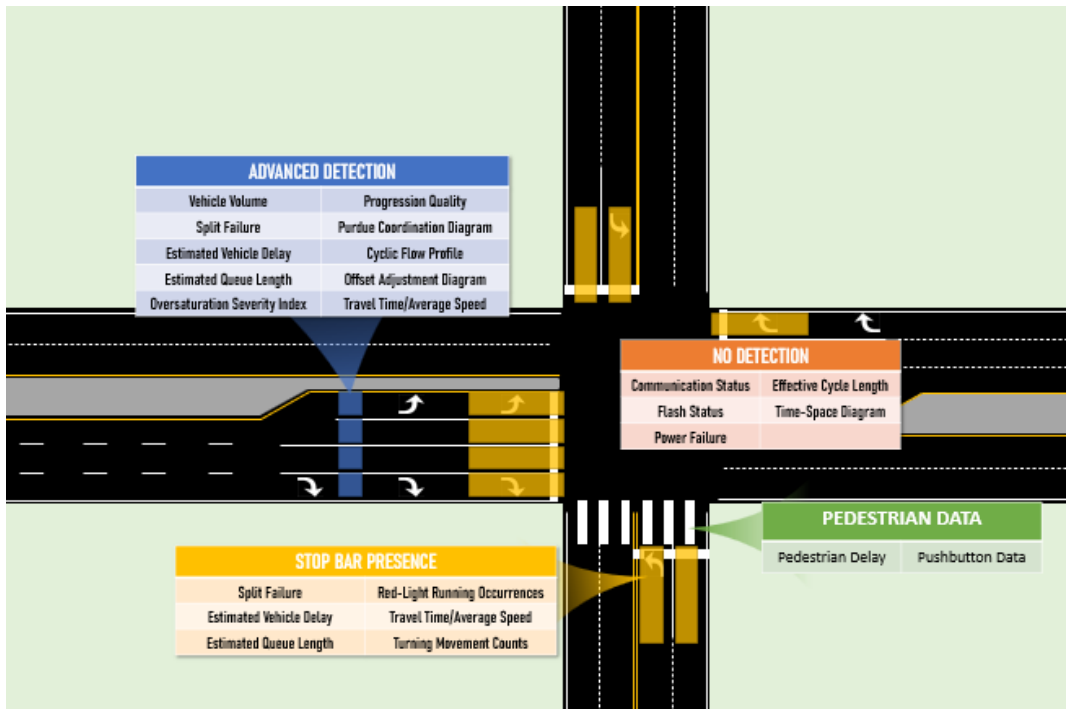 ADVANCED DETECTION
Vehicle Volume Progression Quality
Split Failure Purdue Coordination Diagram
Estimated Vehicle Delay Cyclic Flow Profile
Estimated Queue Length Offset Adjustment Diagram
Oversaturation Severity Index Travel Time/Average Speed
NO DETECTION
Communication Status Effective Cycle Length
Flash Status Time-Space Diagram
Power Failure
PEDESTRIAN DATA
Pedestrian Delay Pushbutton Data
STOP BAR PRESENCE
Split Failure Red-Light Running Occurrences
Estimated Vehicle Delay Travel Time/Average Speed
Estimated Queue Length Turning Movement Counts